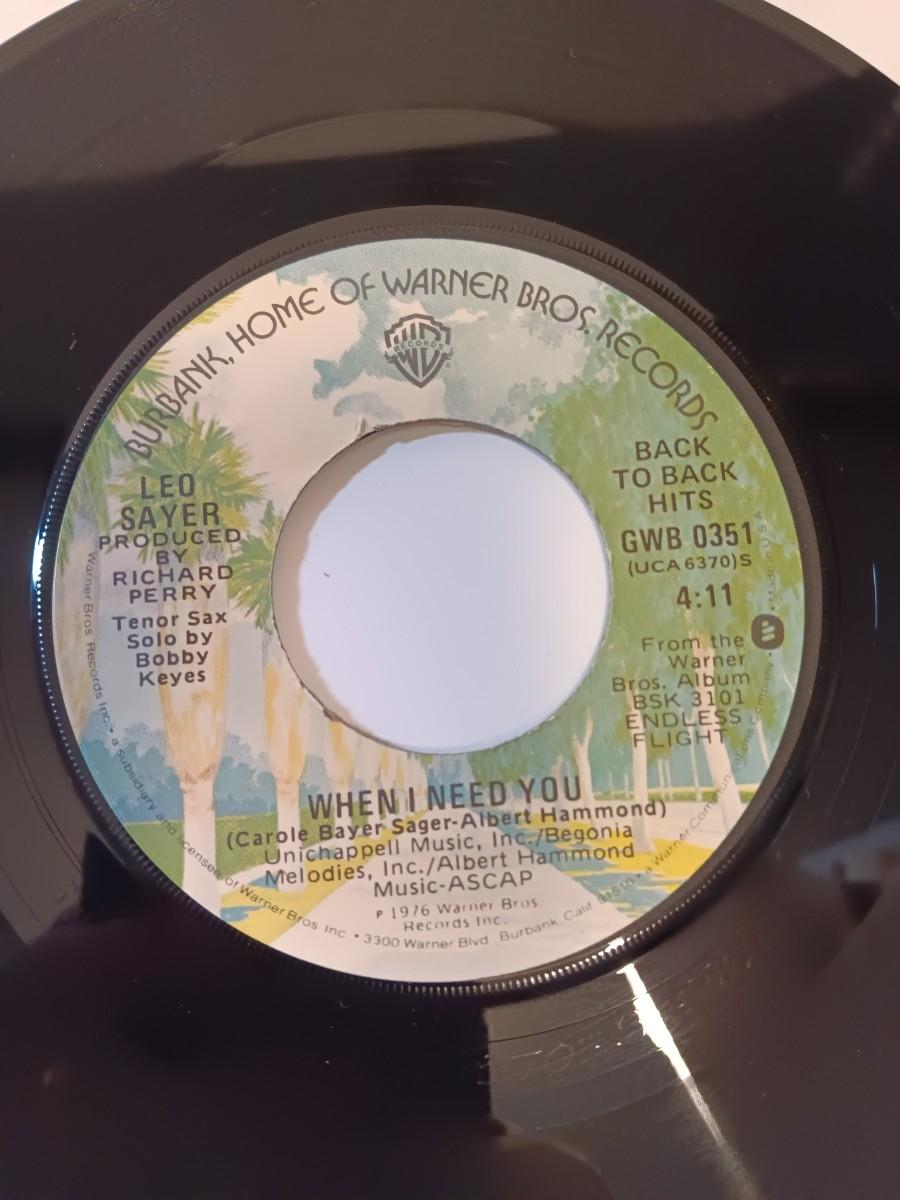 BURBANK, HOME OF WARNER BROS. RECORDS
WB
RECORDS
LEO
SAYER
PRODUCED
BY
RICHARD
PERRY
Tenor Sax
Solo by
Bobby
Keyes
BACK
TO BACK
HITS
GWB 0351
(UCA 6370)S
4:11
From the
Warner
Bros. Album
BSK 3101
ENDLESS
FLIGHT
WHEN I NEED YOU
(Carole Bayer Sager-Albert Hammond)
Unichappell Music, Inc./Begonia
Melodies, Inc./Albert Hammond
Music-ASCAP
℗ 1976 Warner Bros.
Records Inc.
Warner Bros. Records Inc. • a subsidiary and licensee of Warner Bros. Inc. • 3300 Warner Blvd., Burbank, Calif. 91510 • a Warner Communications Company • Made in U.S.A.